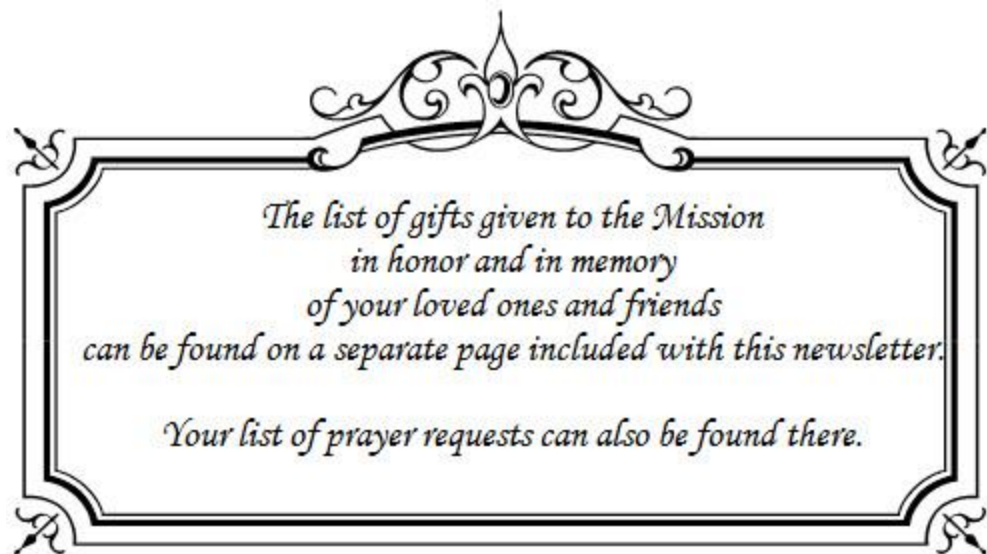 The list of gifts given to the Mission
in honor and in memory
of your loved ones and friends
can be found on a separate page included with this newsletter.
Your list of prayer requests can also be found there.